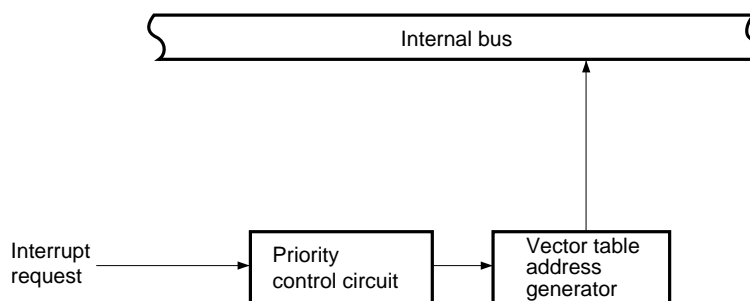 Internal bus
Interrupt
request
Priority
control circuit
Vector table
address
generator